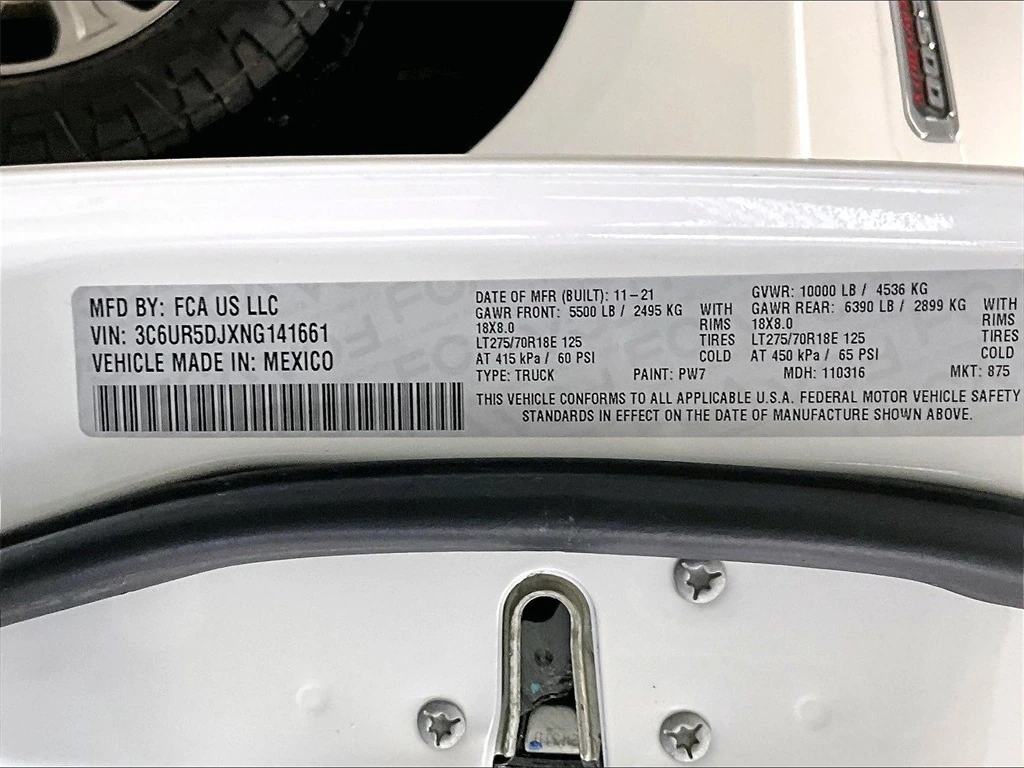 2500
HEAVY DUTY
MFD BY: FCA US LLC
VIN: 3C6UR5DJXNG141661
VEHICLE MADE IN: MEXICO
DATE OF MFR (BUILT): 11-21
GAWR FRONT: 5500 LB / 2495 KG WITH
18X8.0 RIMS
LT275/70R18E 125 TIRES
AT 415 kPa / 60 PSI COLD
GVWR: 10000 LB / 4536 KG
GAWR REAR: 6390 LB / 2899 KG WITH
18X8.0 RIMS
LT275/70R18E 125 TIRES
AT 450 kPa / 65 PSI COLD
TYPE: TRUCK PAINT: PW7 MDH: 110316 MKT: 875
THIS VEHICLE CONFORMS TO ALL APPLICABLE U.S.A. FEDERAL MOTOR VEHICLE SAFETY
STANDARDS IN EFFECT ON THE DATE OF MANUFACTURE SHOWN ABOVE.